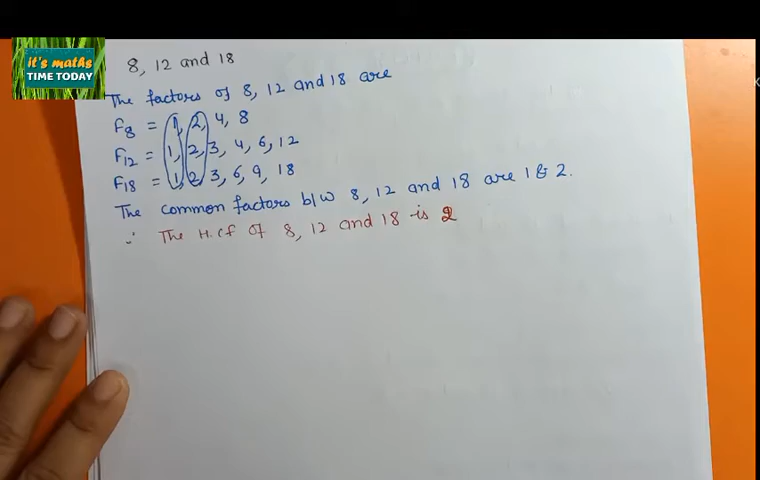 it's maths
TIME TODAY
8, 12 and 18
The factors of 8, 12 and 18 are
F8 = 1, 2, 4, 8
F12 = 1, 2, 3, 4, 6, 12
F18 = 1, 2, 3, 6, 9, 18
The common factors b/w 8, 12 and 18 are 1 & 2.
∴ The H.cf of 8, 12 and 18 is 2